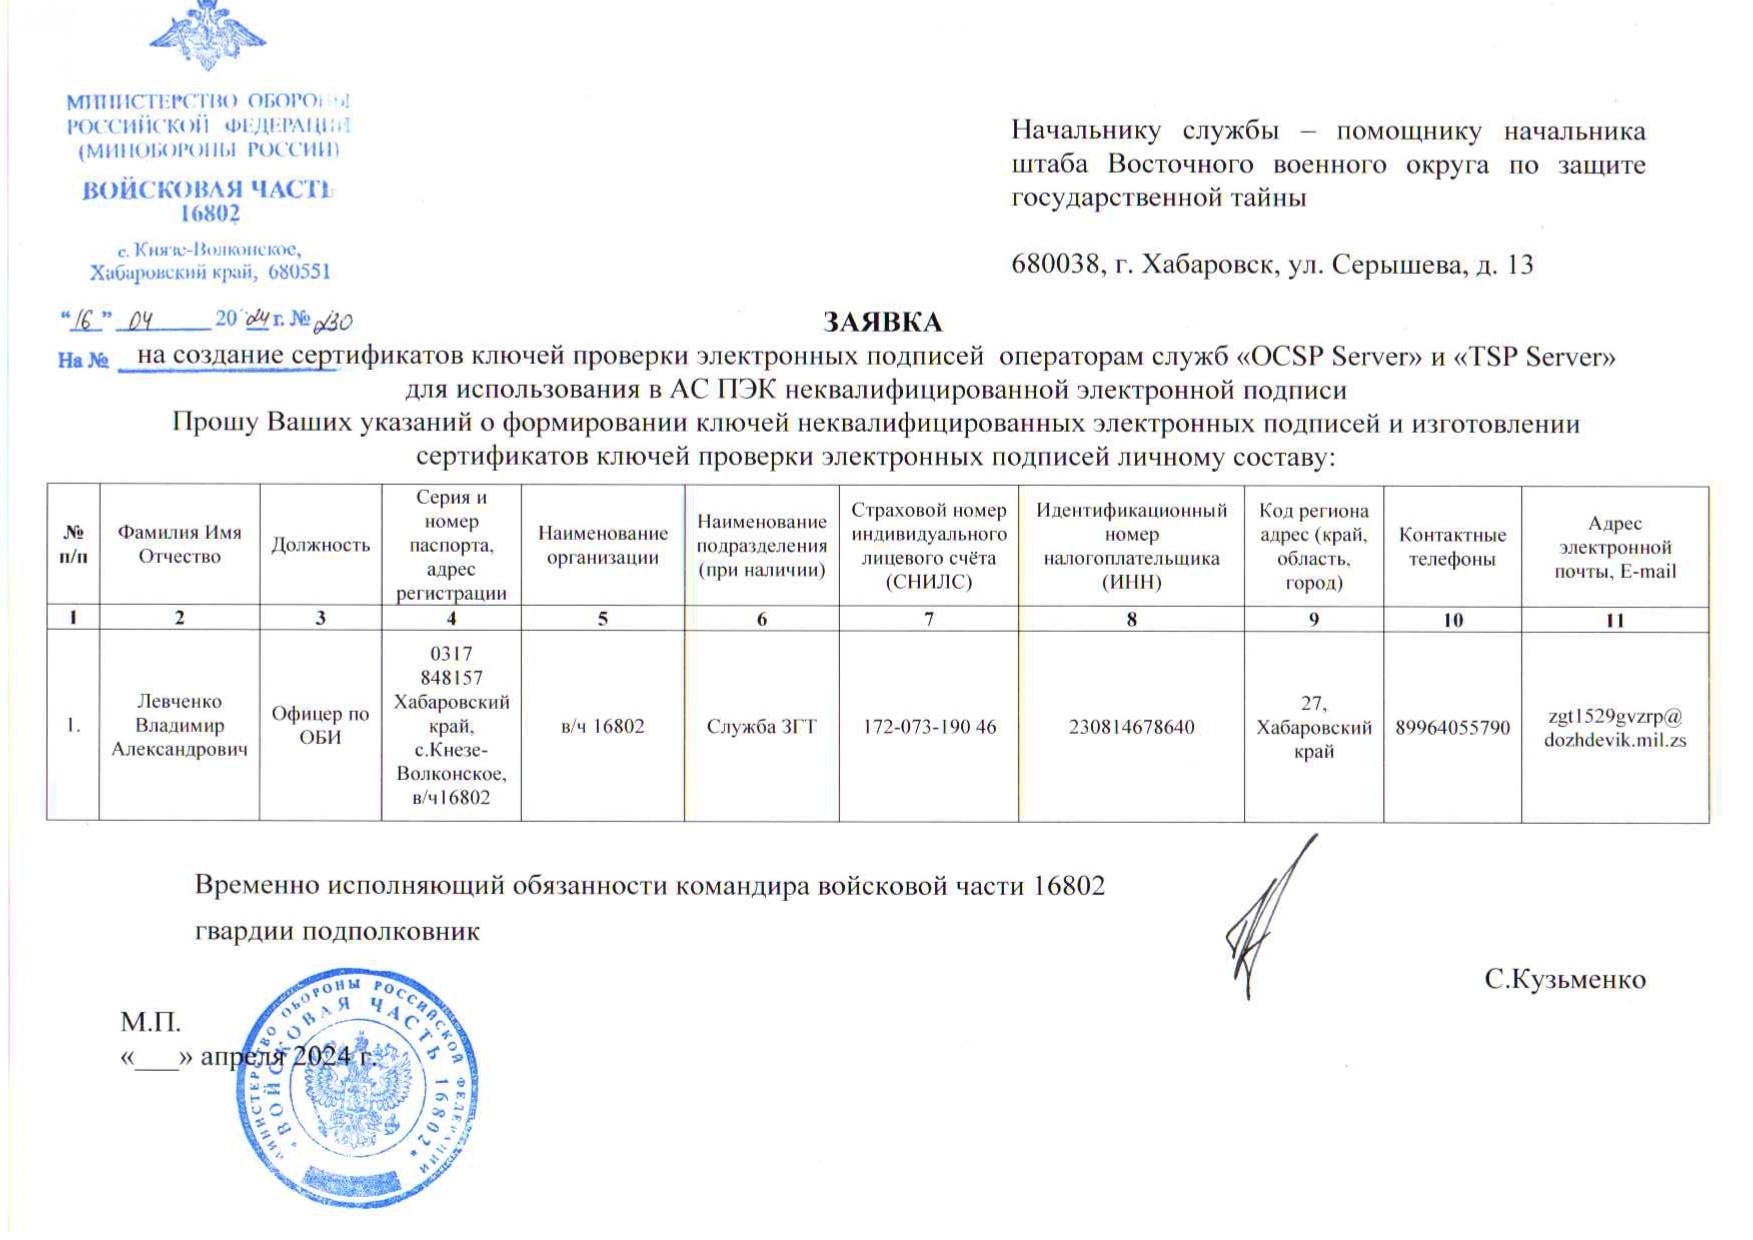 МИНИСТЕРСТВО ОБОРОНЫ
РОССИЙСКОЙ ФЕДЕРАЦИИ
(МИНОБОРОНЫ РОССИИ)
ВОЙСКОВАЯ ЧАСТЬ
16802
с. Князе-Волконское,
Хабаровский край, 680551
“16” 04 2024 г. № 230
На №
Начальнику службы – помощнику начальника
штаба Восточного военного округа по защите
государственной тайны
680038, г. Хабаровск, ул. Серышева, д. 13
ЗАЯВКА
на создание сертификатов ключей проверки электронных подписей операторам служб «OCSP Server» и «TSP Server»
для использования в АС ПЭК неквалифицированной электронной подписи
Прошу Ваших указаний о формировании ключей неквалифицированных электронных подписей и изготовлении
сертификатов ключей проверки электронных подписей личному составу:
№
п/п
Фамилия Имя
Отчество
Должность
Серия и
номер
паспорта,
адрес
регистрации
Наименование
организации
Наименование
подразделения
(при наличии)
Страховой номер
индивидуального
лицевого счёта
(СНИЛС)
Идентификационный
номер
налогоплательщика
(ИНН)
Код региона
адрес (край,
область,
город)
Контактные
телефоны
Адрес
электронной
почты, E-mail
1 2 3 4 5 6 7 8 9 10 11
1.
Левченко
Владимир
Александрович
Офицер по
ОБИ
0317
848157
Хабаровский
край,
с.Кнезе-
Волконское,
в/ч16802
в/ч 16802
Служба ЗГТ
172-073-190 46
230814678640
27,
Хабаровский
край
89964055790
zgt1529gvzrp@
dozhdevik.mil.zs
Временно исполняющий обязанности командира войсковой части 16802
гвардии подполковник
С.Кузьменко
М.П.
«___» апреля 2024 г.
МИНИСТЕРСТВО ОБОРОНЫ РОССИЙСКОЙ ФЕДЕРАЦИИ
* ВОЙСКОВАЯ ЧАСТЬ 16802 *